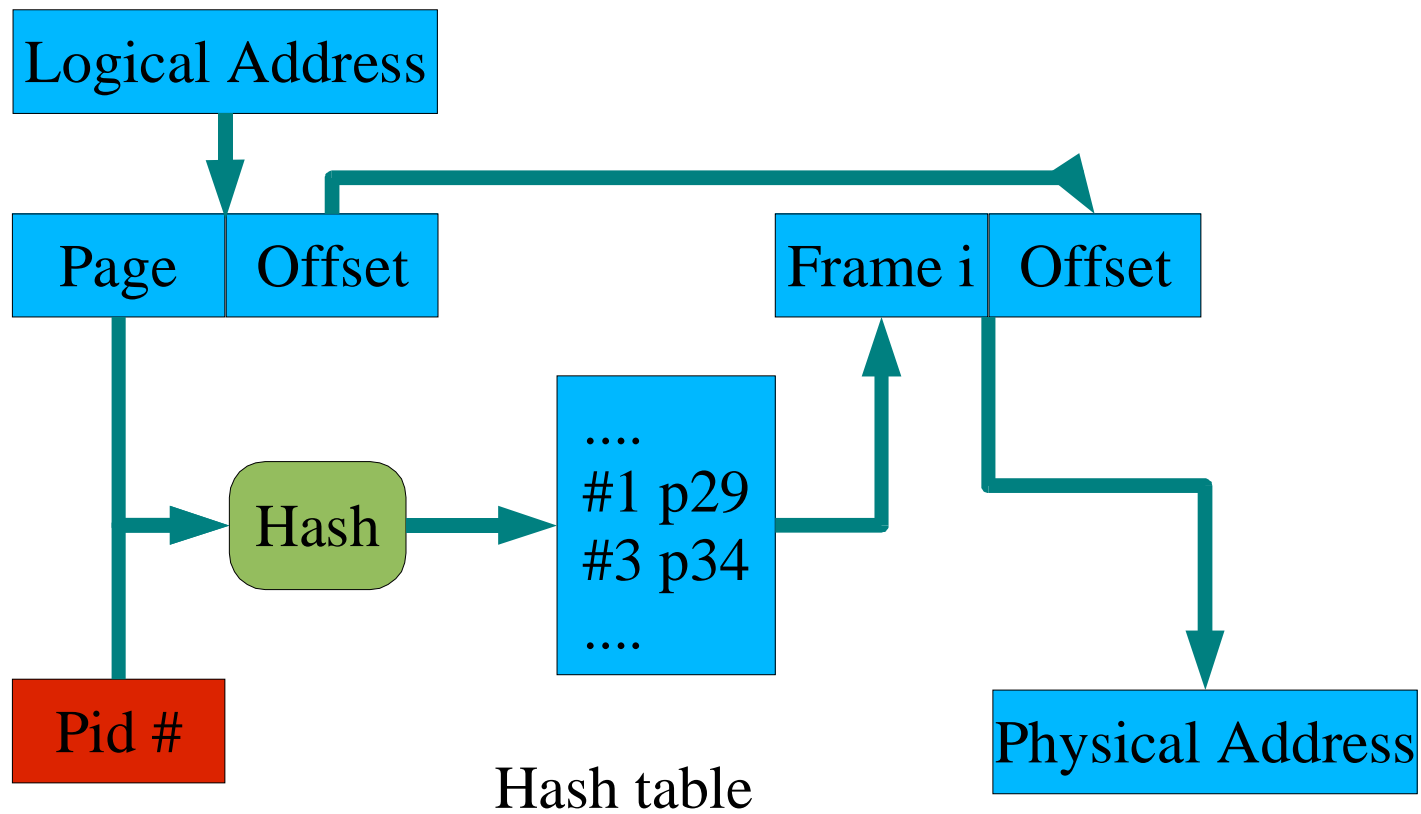 Logical Address
Page
Offset
Frame i
Offset
Hash
....
#1 p29
#3 p34
....
Pid #
Physical Address
Hash table